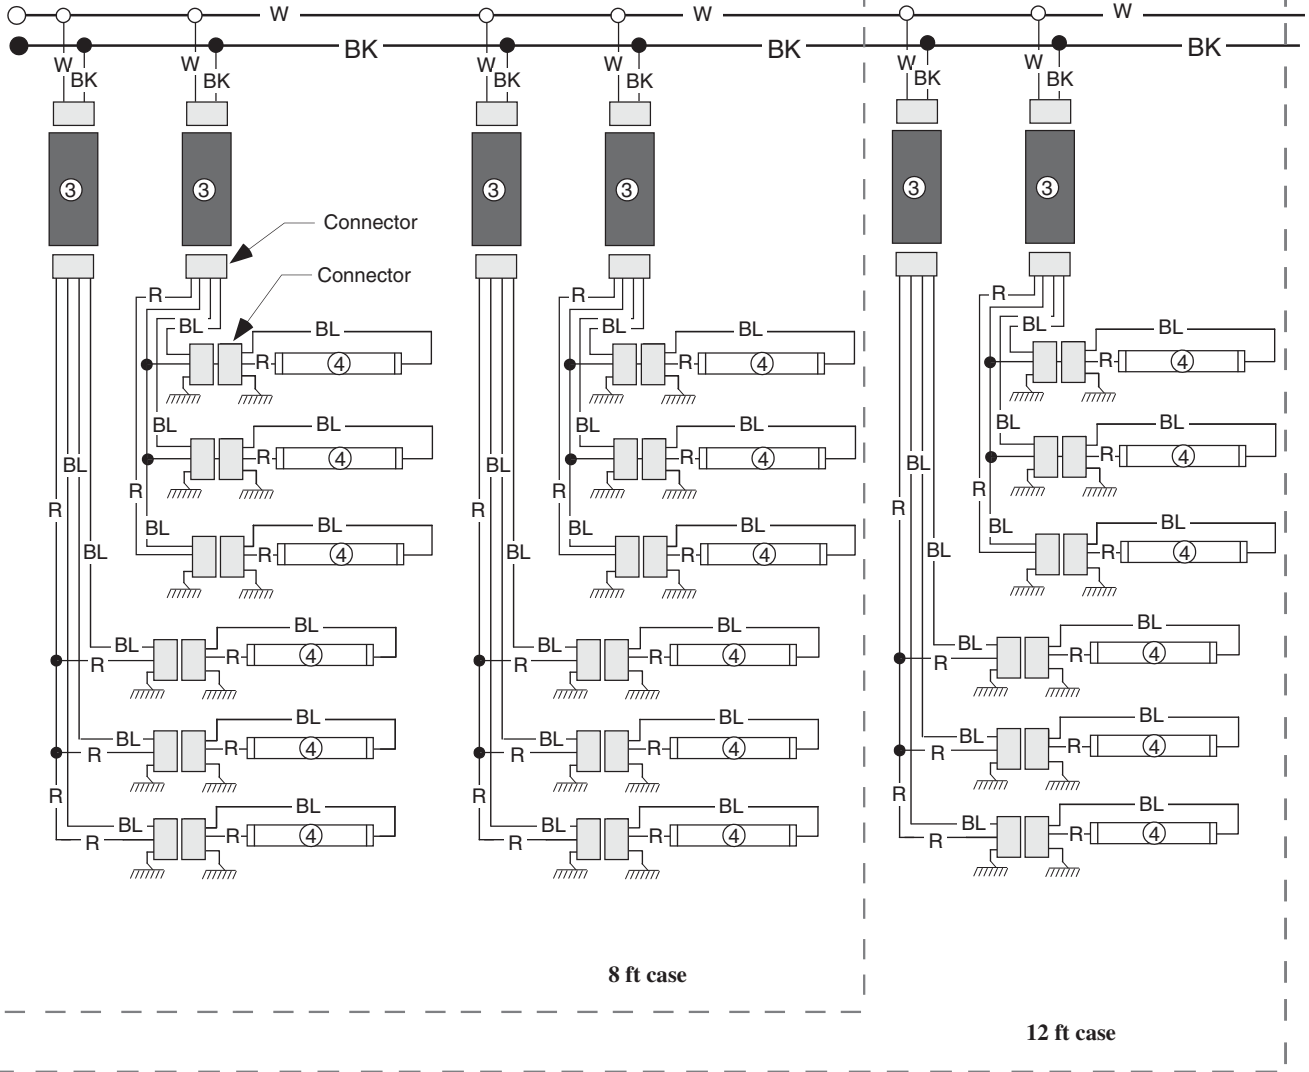 W W W
BK BK BK
W BK W BK W BK W BK W BK W BK
3 3 3 3 3 3
Connector
Connector
R R R
BL BL BL BL BL BL
R 4 R 4 R 4
BL BL BL BL BL BL
R 4 R 4 R 4
BL BL BL
R R R R R R
BL BL BL BL BL BL
BL R 4 BL R 4 BL R 4
BL BL BL
BL R R 4 BL R R 4 BL R R 4
BL BL BL
BL R R 4 BL R R 4 BL R R 4
R R R
BL BL BL
BL R R 4 BL R R 4 BL R R 4
8 ft case
12 ft case